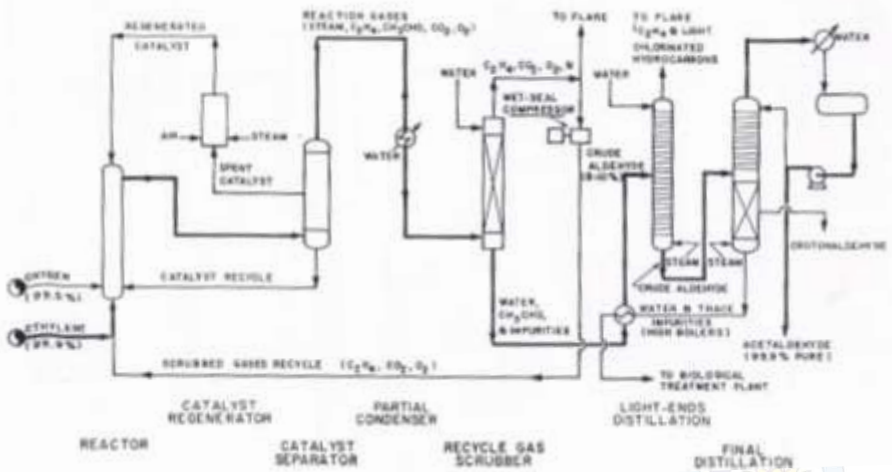 REGENERATED
CATALYST
REACTION GASES
(STEAM, C2H4, CH3CHO, CO2, O2)
TO FLARE
TO FLARE
C2H4 & LIGHT
CHLORINATED
HYDROCARBONS
WATER
C2H4, CO2, O2, N
WATER
WATER
WET-SEAL
COMPRESSOR
AIR
STEAM
WATER
CRUDE
ALDEHYDE
(8-10%)
SPENT
CATALYST
CROTONALDEHYDE
OXYGEN
(99.5%)
CATALYST RECYCLE
STEAM
STEAM
CRUDE ALDEHYDE
WATER,
CH3CHO,
& IMPURITIES
WATER & TRACE
IMPURITIES
(HIGH BOILERS)
ETHYLENE
(99.9%)
ACETALDEHYDE
(99.9% PURE)
SCRUBBED GASES RECYCLE (C2H4, CO2, O2)
TO BIOLOGICAL
TREATMENT PLANT
CATALYST
REGENERATOR
PARTIAL
CONDENSER
LIGHT-ENDS
DISTILLATION
REACTOR
CATALYST
SEPARATOR
RECYCLE GAS
SCRUBBER
FINAL
DISTILLATION